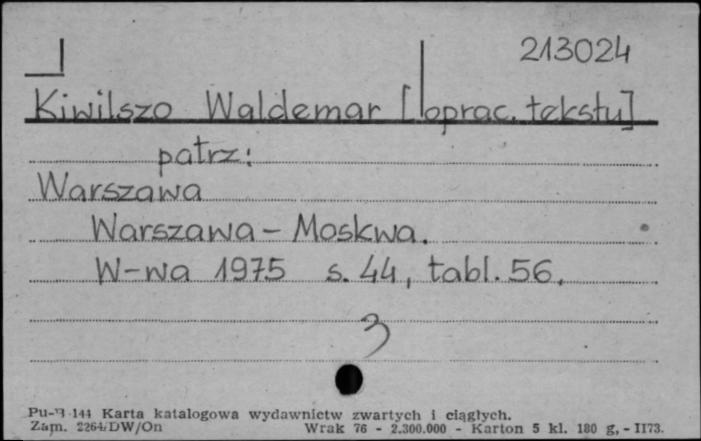 213024
Kiwilszo Waldemar [oprac. tekstu]
patrz:
Warszawa
Warszawa - Moskwa.
W-wa 1975 s. 44, tabl. 56.
3
Pu-B 144 Karta katalogowa wydawnictw zwartych i ciągłych.
Zam. 2264/DW/On Wrak 76 - 2.300.000 - Karton 5 kl. 180 g, - II73.